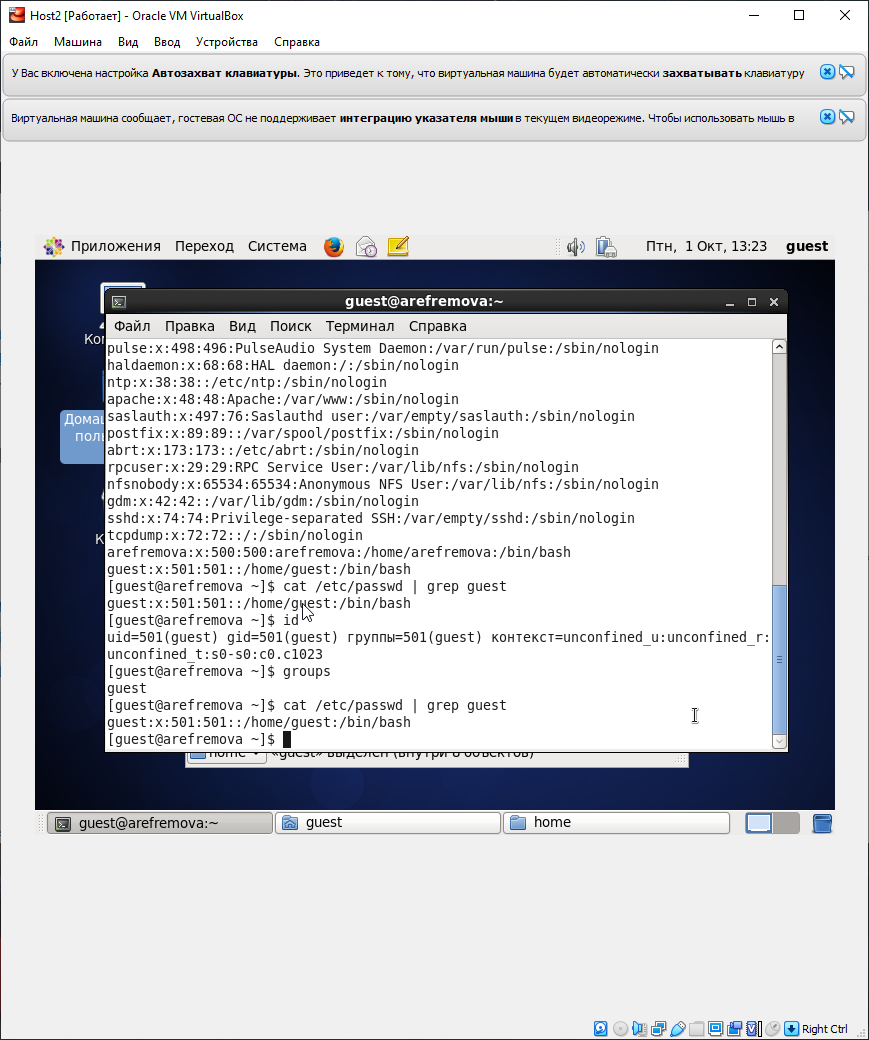 Host2 [Работает] - Oracle VM VirtualBox
Файл Машина Вид Ввод Устройства Справка
У Вас включена настройка Автозахват клавиатуры. Это приведет к тому, что виртуальная машина будет автоматически захватывать клавиатуру
Виртуальная машина сообщает, гостевая ОС не поддерживает интеграцию указателя мыши в текущем видеорежиме. Чтобы использовать мышь в
Приложения Переход Система Птн, 1 Окт, 13:23 guest
guest@arefremova:~
Файл Правка Вид Поиск Терминал Справка
pulse:x:498:496:PulseAudio System Daemon:/var/run/pulse:/sbin/nologin
haldaemon:x:68:68:HAL daemon:/:/sbin/nologin
ntp:x:38:38::/etc/ntp:/sbin/nologin
apache:x:48:48:Apache:/var/www:/sbin/nologin
saslauth:x:497:76:Saslauthd user:/var/empty/saslauth:/sbin/nologin
postfix:x:89:89::/var/spool/postfix:/sbin/nologin
abrt:x:173:173::/etc/abrt:/sbin/nologin
rpcuser:x:29:29:RPC Service User:/var/lib/nfs:/sbin/nologin
nfsnobody:x:65534:65534:Anonymous NFS User:/var/lib/nfs:/sbin/nologin
gdm:x:42:42::/var/lib/gdm:/sbin/nologin
sshd:x:74:74:Privilege-separated SSH:/var/empty/sshd:/sbin/nologin
tcpdump:x:72:72::/:/sbin/nologin
arefremova:x:500:500:arefremova:/home/arefremova:/bin/bash
guest:x:501:501::/home/guest:/bin/bash
[guest@arefremova ~]$ cat /etc/passwd | grep guest
guest:x:501:501::/home/guest:/bin/bash
[guest@arefremova ~]$ id
uid=501(guest) gid=501(guest) группы=501(guest) контекст=unconfined_u:unconfined_r:
unconfined_t:s0-s0:c0.c1023
[guest@arefremova ~]$ groups
guest
[guest@arefremova ~]$ cat /etc/passwd | grep guest
guest:x:501:501::/home/guest:/bin/bash
[guest@arefremova ~]$
home «guest» выделен (внутри 6 объектов)
guest@arefremova:~ guest home
Right Ctrl